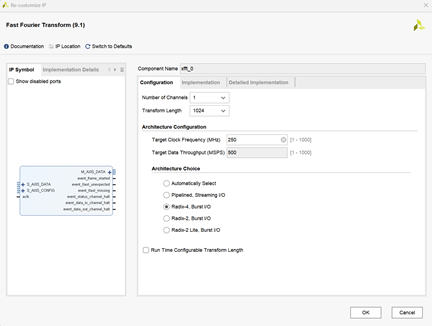 Re-customize IP
Fast Fourier Transform (9.1)
Documentation IP Location Switch to Defaults
IP Symbol Implementation Details
Show disabled ports
M_AXIS_DATA
event_frame_started
S_AXIS_DATA event_tlast_unexpected
S_AXIS_CONFIG event_tlast_missing
aclk event_status_channel_halt
event_data_in_channel_halt
event_data_out_channel_halt
Component Name xfft_0
Configuration Implementation Detailed Implementation
Number of Channels 1
Transform Length 1024
Architecture Configuration
Target Clock Frequency (MHz) 250 [1 - 1000]
Target Data Throughput (MSPS) 500 [1 - 1000]
Architecture Choice
Automatically Select
Pipelined, Streaming I/O
Radix-4, Burst I/O
Radix-2, Burst I/O
Radix-2 Lite, Burst I/O
Run Time Configurable Transform Length
OK Cancel